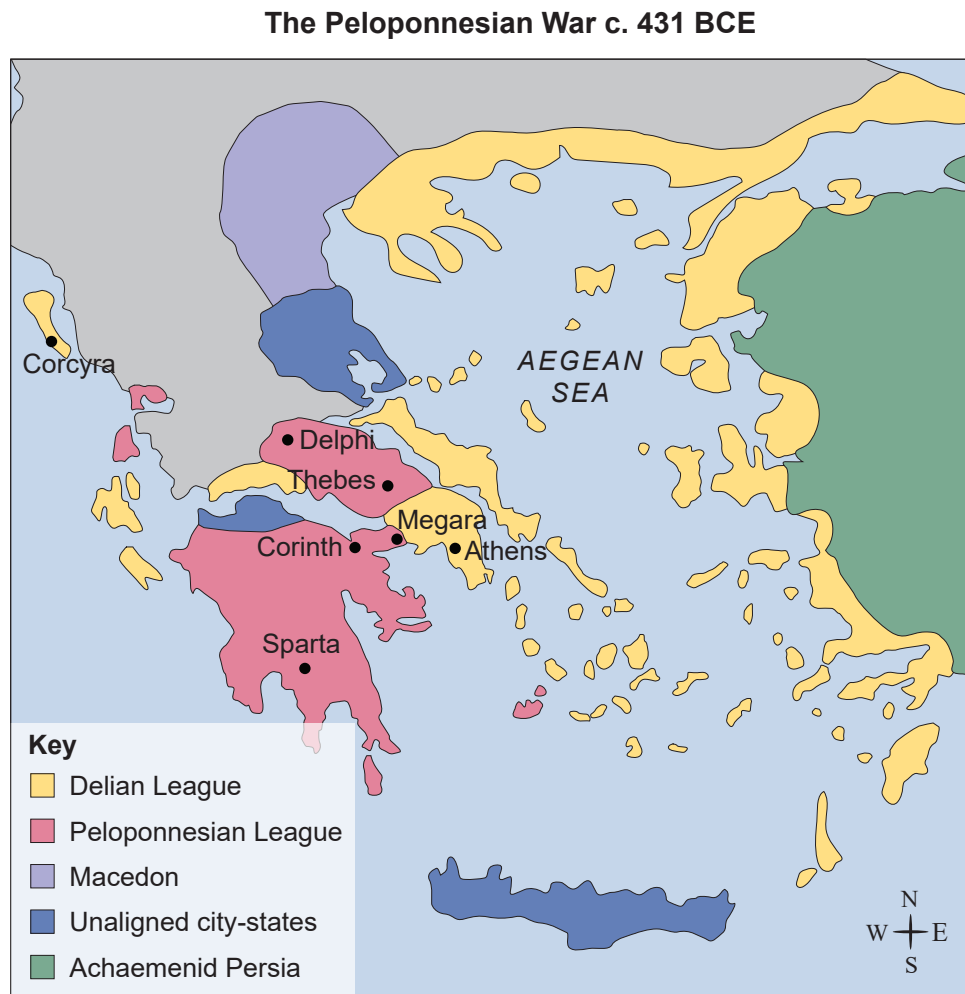 The Peloponnesian War c. 431 BCE
Corcyra
AEGEAN
SEA
Delphi
Thebes
Megara
Corinth
Athens
Sparta
Key
Delian League
Peloponnesian League
Macedon
Unaligned city-states
Achaemenid Persia
N
W E
S